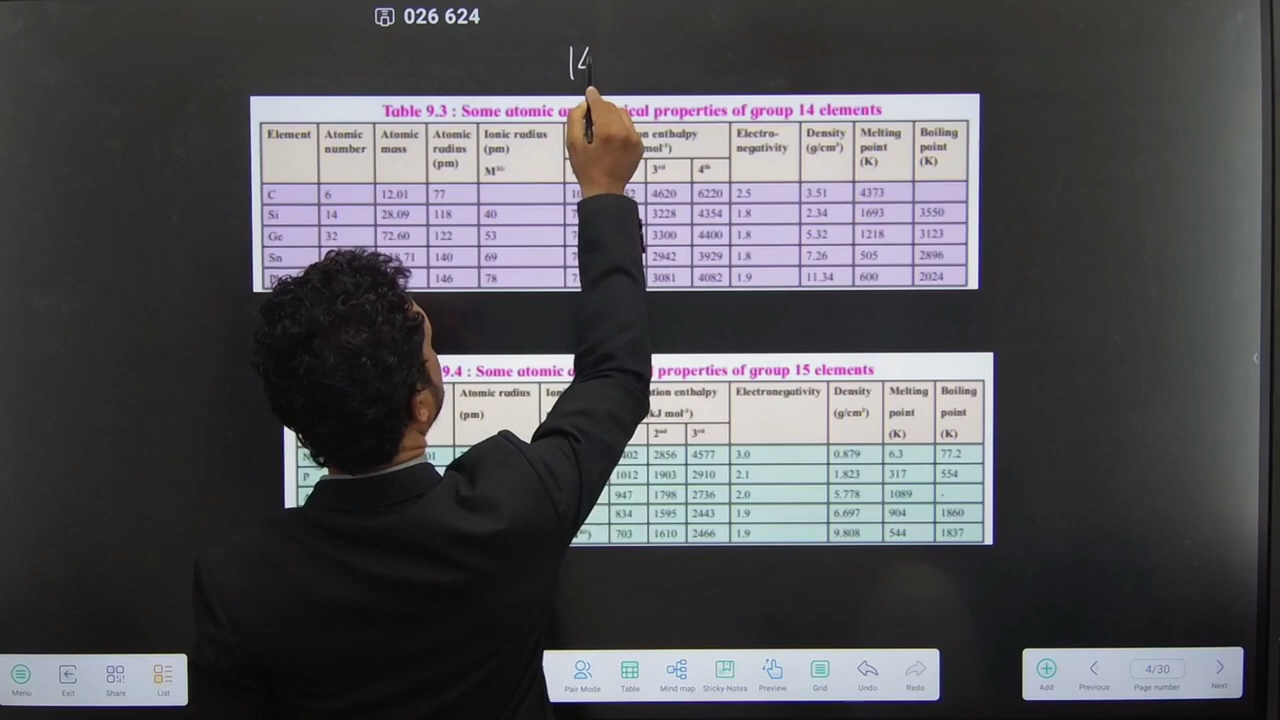 026 624
14
Table 9.3 : Some atomic properties of group 14 elements
Element Atomic number Atomic mass Atomic radius (pm) Ionic radius (pm) enthalpy Electro-negativity Density (g/cm³) Melting point (K) Boiling point (K)
3rd 4th
C 6 12.01 77 4620 6220 2.5 3.51 4373
Si 14 28.09 118 40 3228 4354 1.8 2.34 1693 3550
Ge 32 72.60 122 53 3300 4400 1.8 5.32 1218 3123
Sn 140 69 2942 3929 1.8 7.26 505 2896
146 78 3081 4082 1.9 11.34 600 2024
9.4 : Some atomic properties of group 15 elements
Atomic radius (pm) enthalpy Electronegativity Density (g/cm³) Melting point (K) Boiling point (K)
2nd 3rd
2856 4577 3.0 0.879 6.3 77.2
P 1012 1903 2910 2.1 1.823 317 554
947 1798 2736 2.0 5.778 1089 -
834 1595 2443 1.9 6.697 904 1860
703 1610 2466 1.9 9.808 544 1837
Menu Exit Share List Pair Mode Table Mind map Sticky-Notes Preview Grid Undo Redo Add Previous 4/30 Page number Next